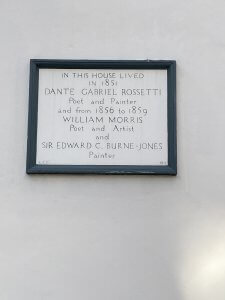 IN THIS HOUSE LIVED
IN 1851
DANTE GABRIEL ROSSETTI
Poet and Painter
and from 1856 to 1859
WILLIAM MORRIS
Poet and Artist
and
SIR EDWARD C. BURNE-JONES
Painter